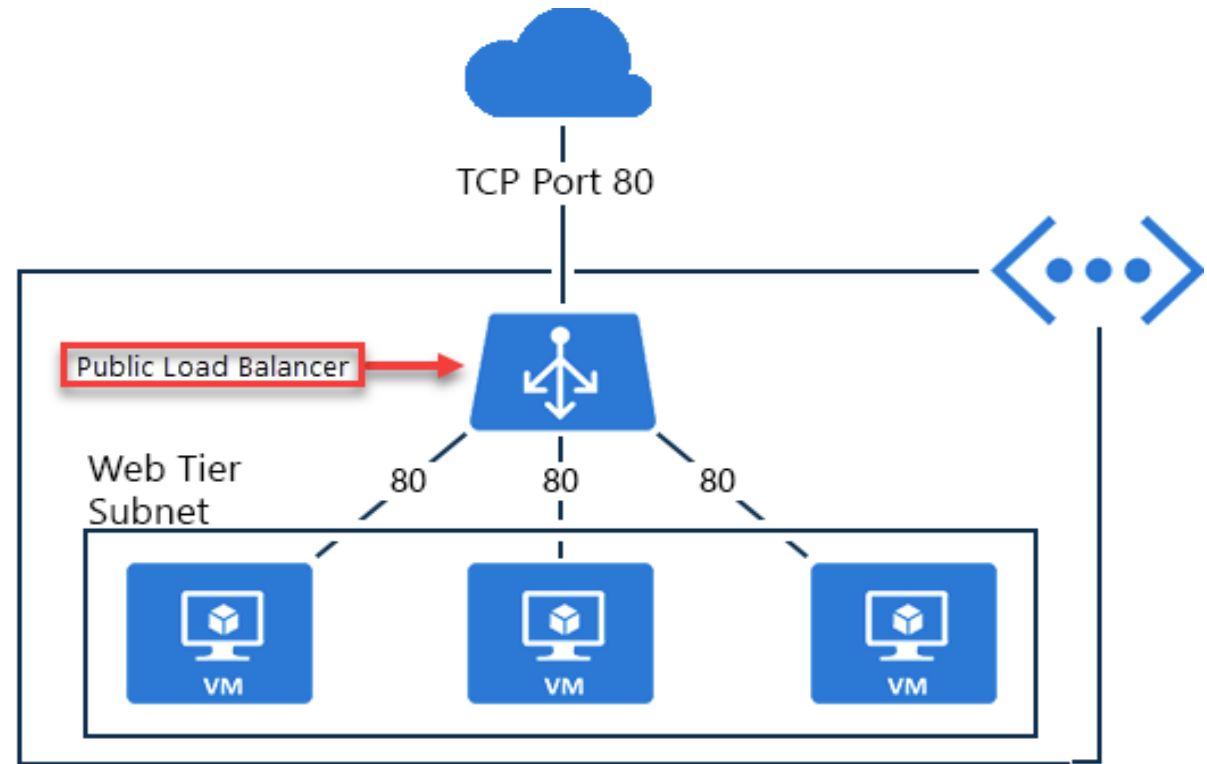 TCP Port 80
Public Load Balancer
Web Tier
Subnet
80 80 80
VM VM VM